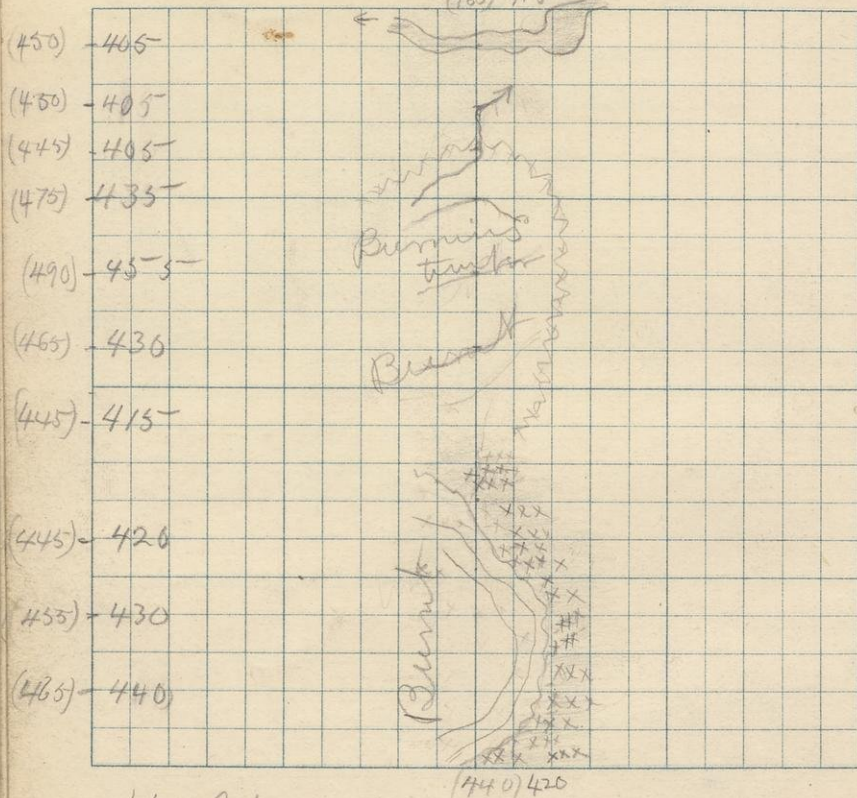 (450) - 405
(450) - 405
(445) - 405
(475) 435
Burning
timber
(490) - 455
(465) - 430
Burnt
(445) - 415
(445) - 420
Burnt
(455) - 430
(465) - 440
(440) 420